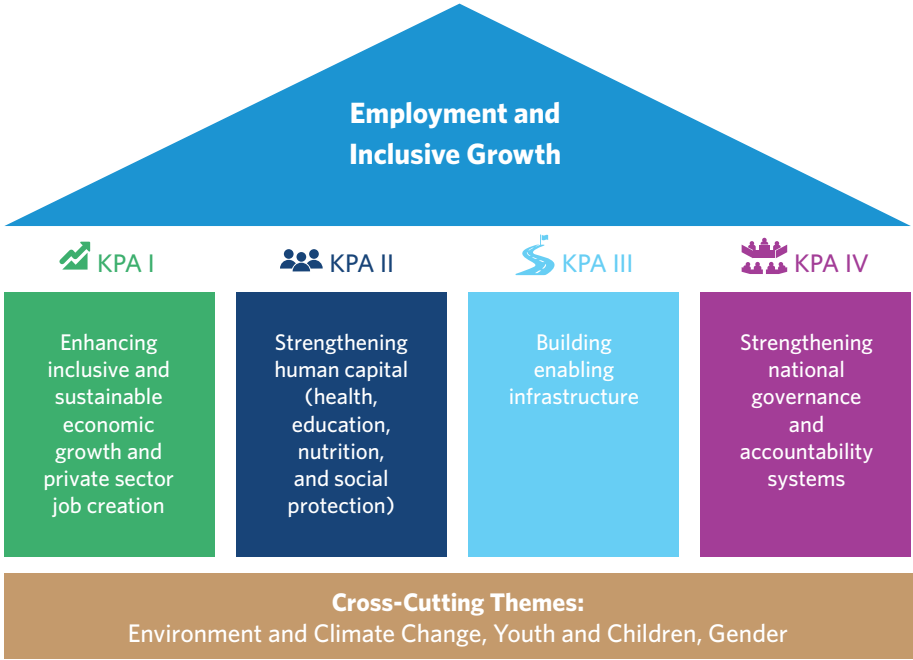 Employment and
Inclusive Growth
KPA I
KPA II
KPA III
KPA IV
Enhancing
inclusive and
sustainable
economic
growth and
private sector
job creation
Strengthening
human capital
(health,
education,
nutrition,
and social
protection)
Building
enabling
infrastructure
Strengthening
national
governance
and
accountability
systems
Cross-Cutting Themes:
Environment and Climate Change, Youth and Children, Gender